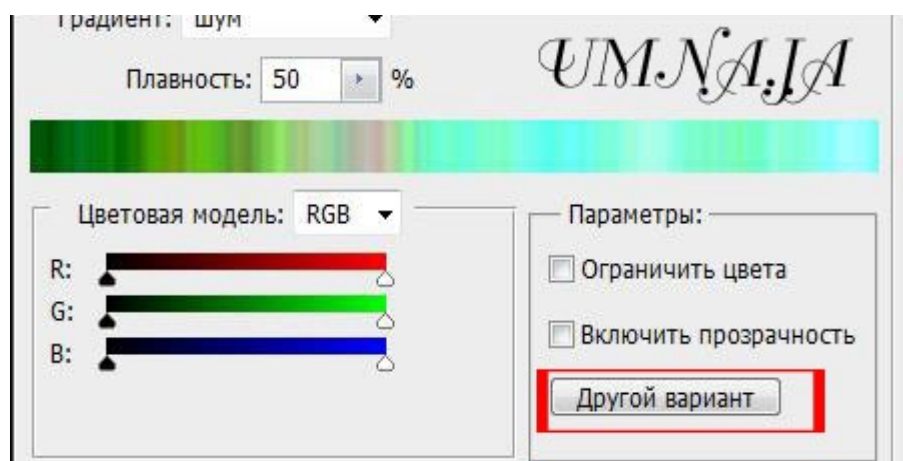 Градиент: Шум
Плавность: 50 %
UMNAJA
Цветовая модель: RGB
R:
G:
B:
Параметры:
Ограничить цвета
Включить прозрачность
Другой вариант